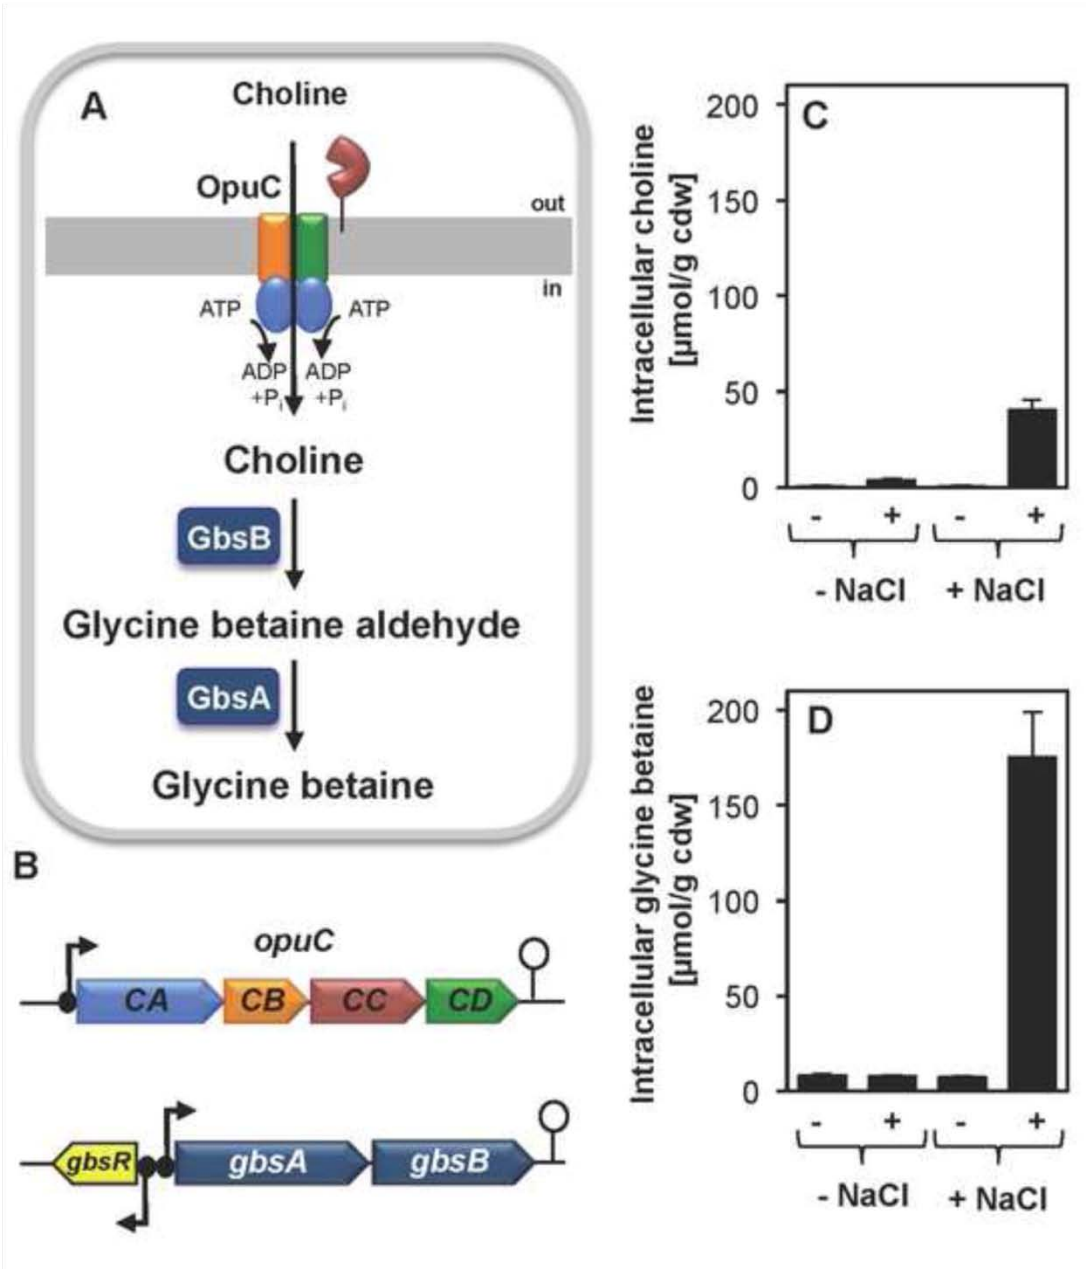 A
Choline
OpuC
out
in
ATP
ATP
ADP
+Pi
ADP
+Pi
Choline
GbsB
Glycine betaine aldehyde
GbsA
Glycine betaine
B
opuC
CA
CB
CC
CD
gbsR
gbsA
gbsB
C
Intracellular choline
[µmol/g cdw]
200
150
100
50
0
- + - +
- NaCl + NaCl
D
Intracellular glycine betaine
[µmol/g cdw]
200
150
100
50
0
- + - +
- NaCl + NaCl